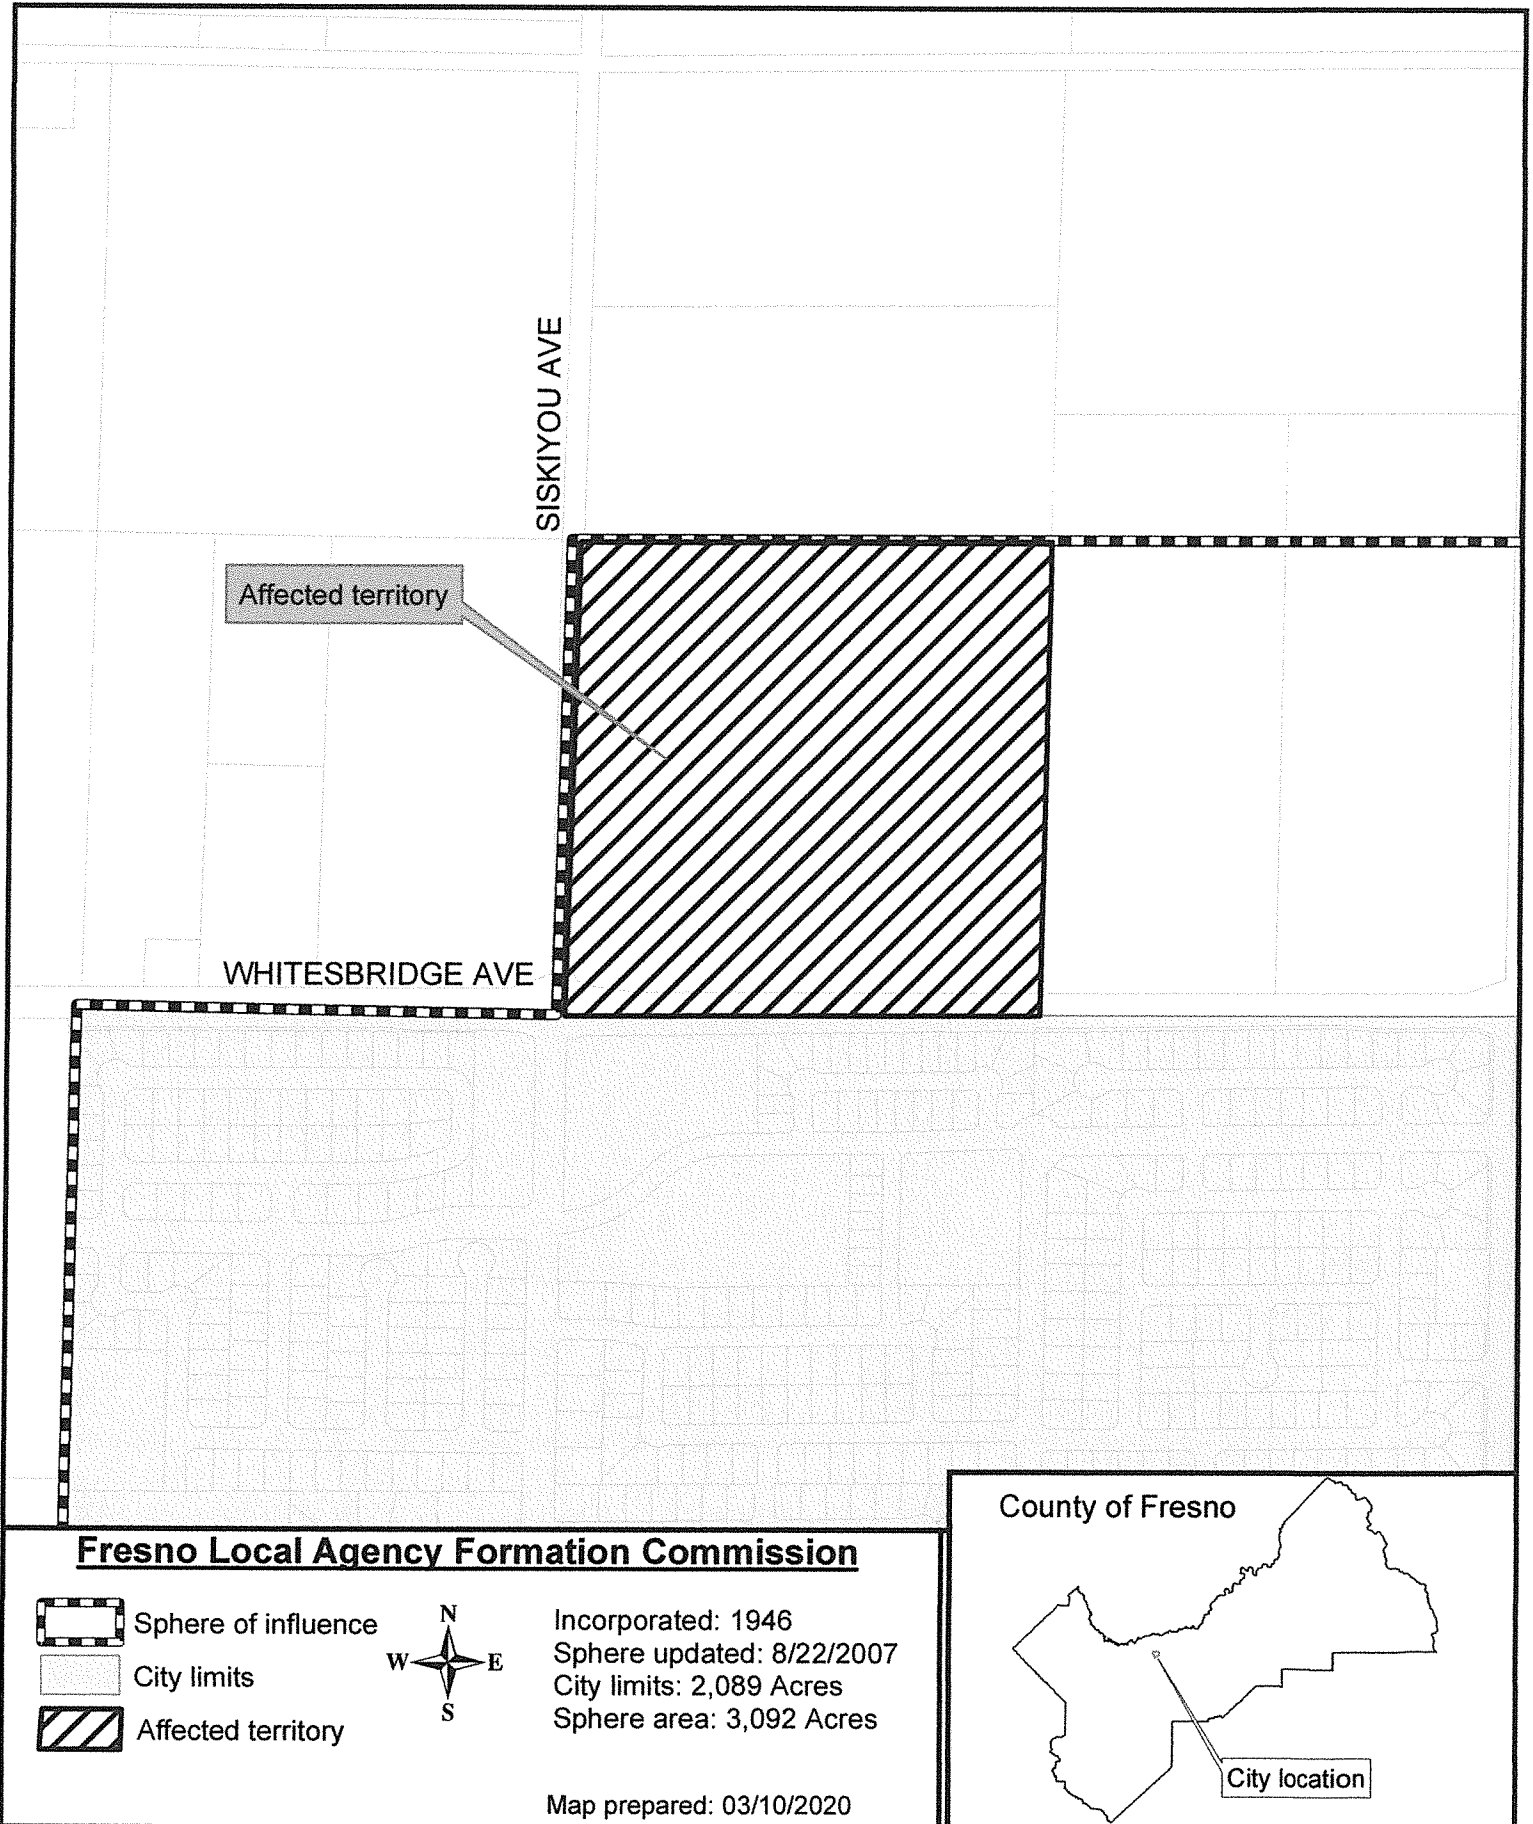 SISKIYOU AVE
Affected territory
WHITESBRIDGE AVE
Fresno Local Agency Formation Commission
Sphere of influence
City limits
Affected territory
N
W
E
S
Incorporated: 1946
Sphere updated: 8/22/2007
City limits: 2,089 Acres
Sphere area: 3,092 Acres
Map prepared: 03/10/2020
County of Fresno
City location